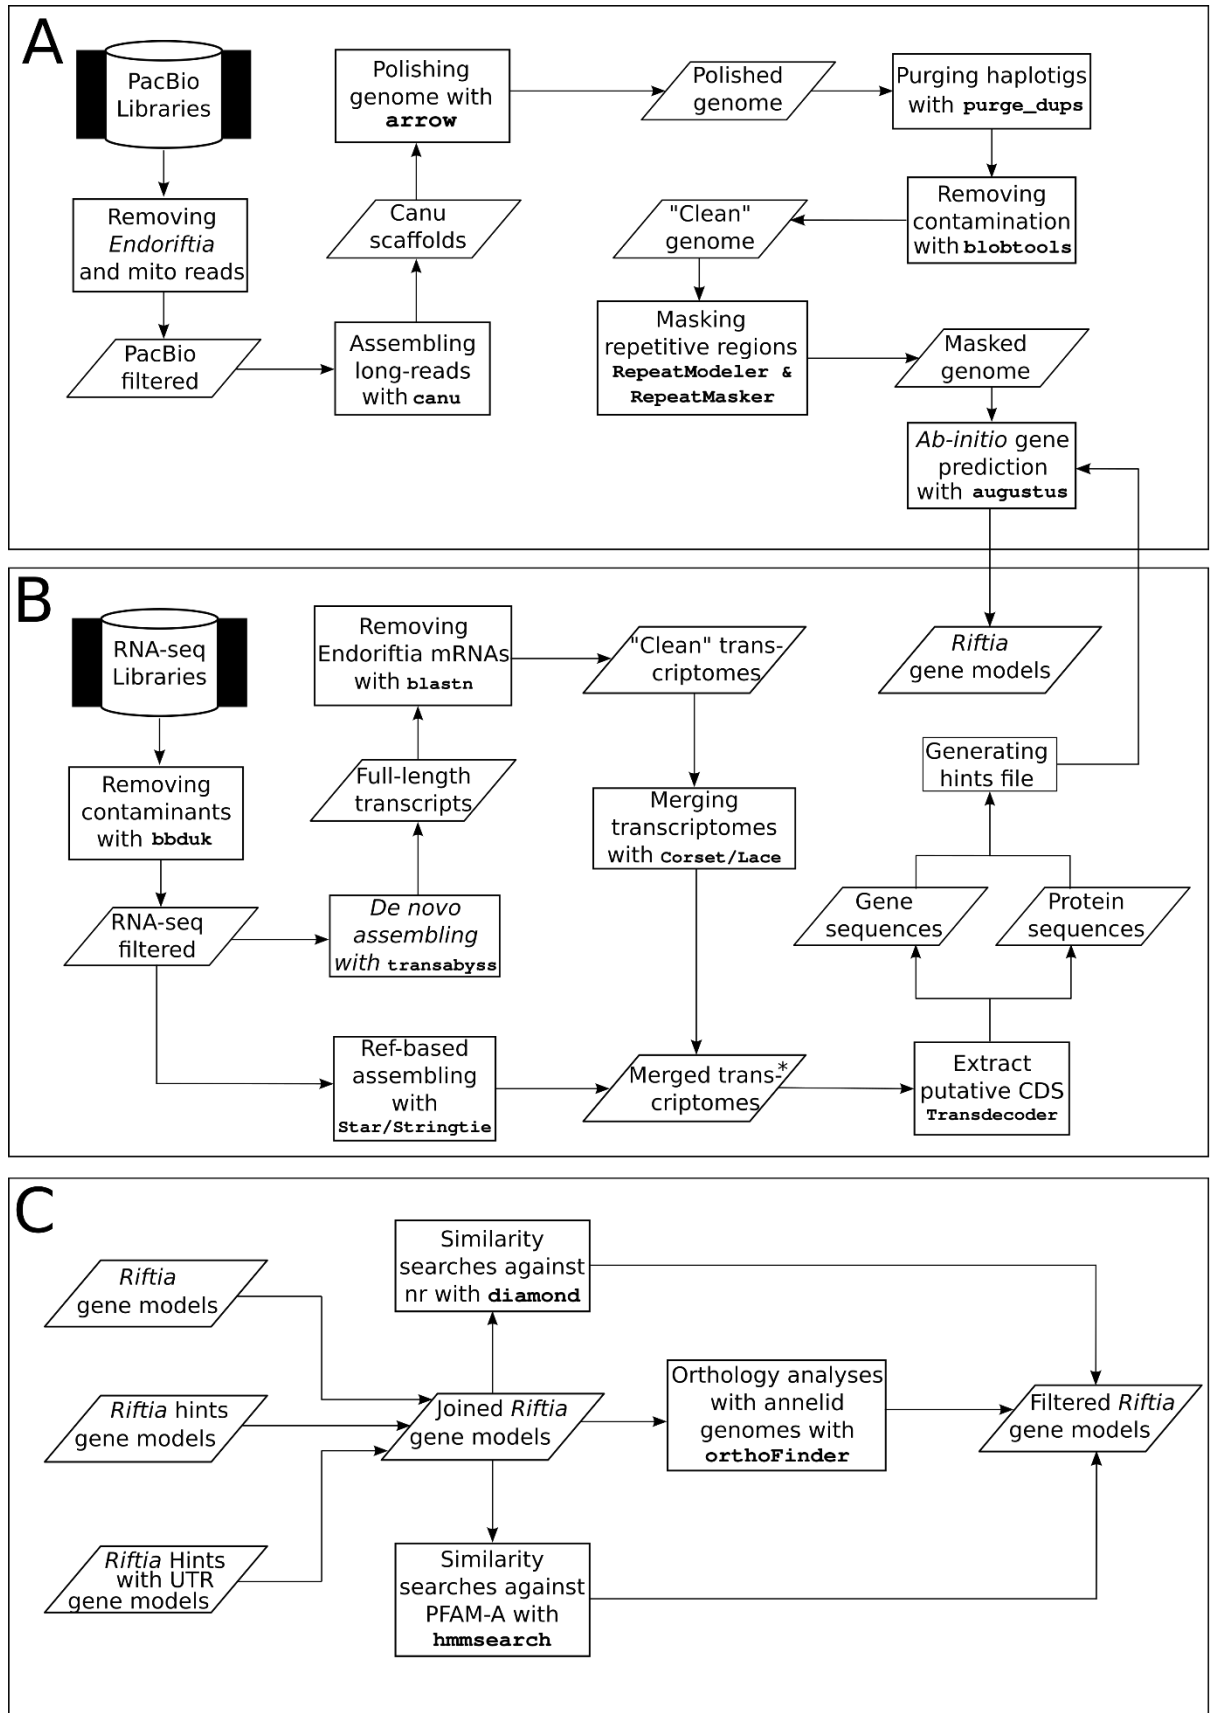 A
PacBio
Libraries
Removing
Endoriftia
and mito reads
PacBio
filtered
Assembling
long-reads
with canu
Canu
scaffolds
Polishing
genome with
arrow
Polished
genome
Purging haplotigs
with purge_dups
Removing
contamination
with blobtools
"Clean"
genome
Masking
repetitive regions
RepeatModeler &
RepeatMasker
Masked
genome
Ab-initio gene
prediction
with augustus
B
RNA-seq
Libraries
Removing
contaminants
with bbduk
RNA-seq
filtered
De novo
assembling
with transabyss
Full-length
transcripts
Removing
Endoriftia mRNAs
with blastn
"Clean" trans-
criptomes
Merging
transcriptomes
with Corset/Lace
Ref-based
assembling
with
Star/Stringtie
Merged trans-*
criptomes
Extract
putative CDS
Transdecoder
Gene
sequences
Protein
sequences
Generating
hints file
Riftia
gene models
C
Riftia
gene models
Riftia hints
gene models
Riftia Hints
with UTR
gene models
Joined Riftia
gene models
Similarity
searches against
nr with diamond
Orthology analyses
with annelid
genomes with
orthoFinder
Similarity
searches against
PFAM-A with
hmmsearch
Filtered Riftia
gene models